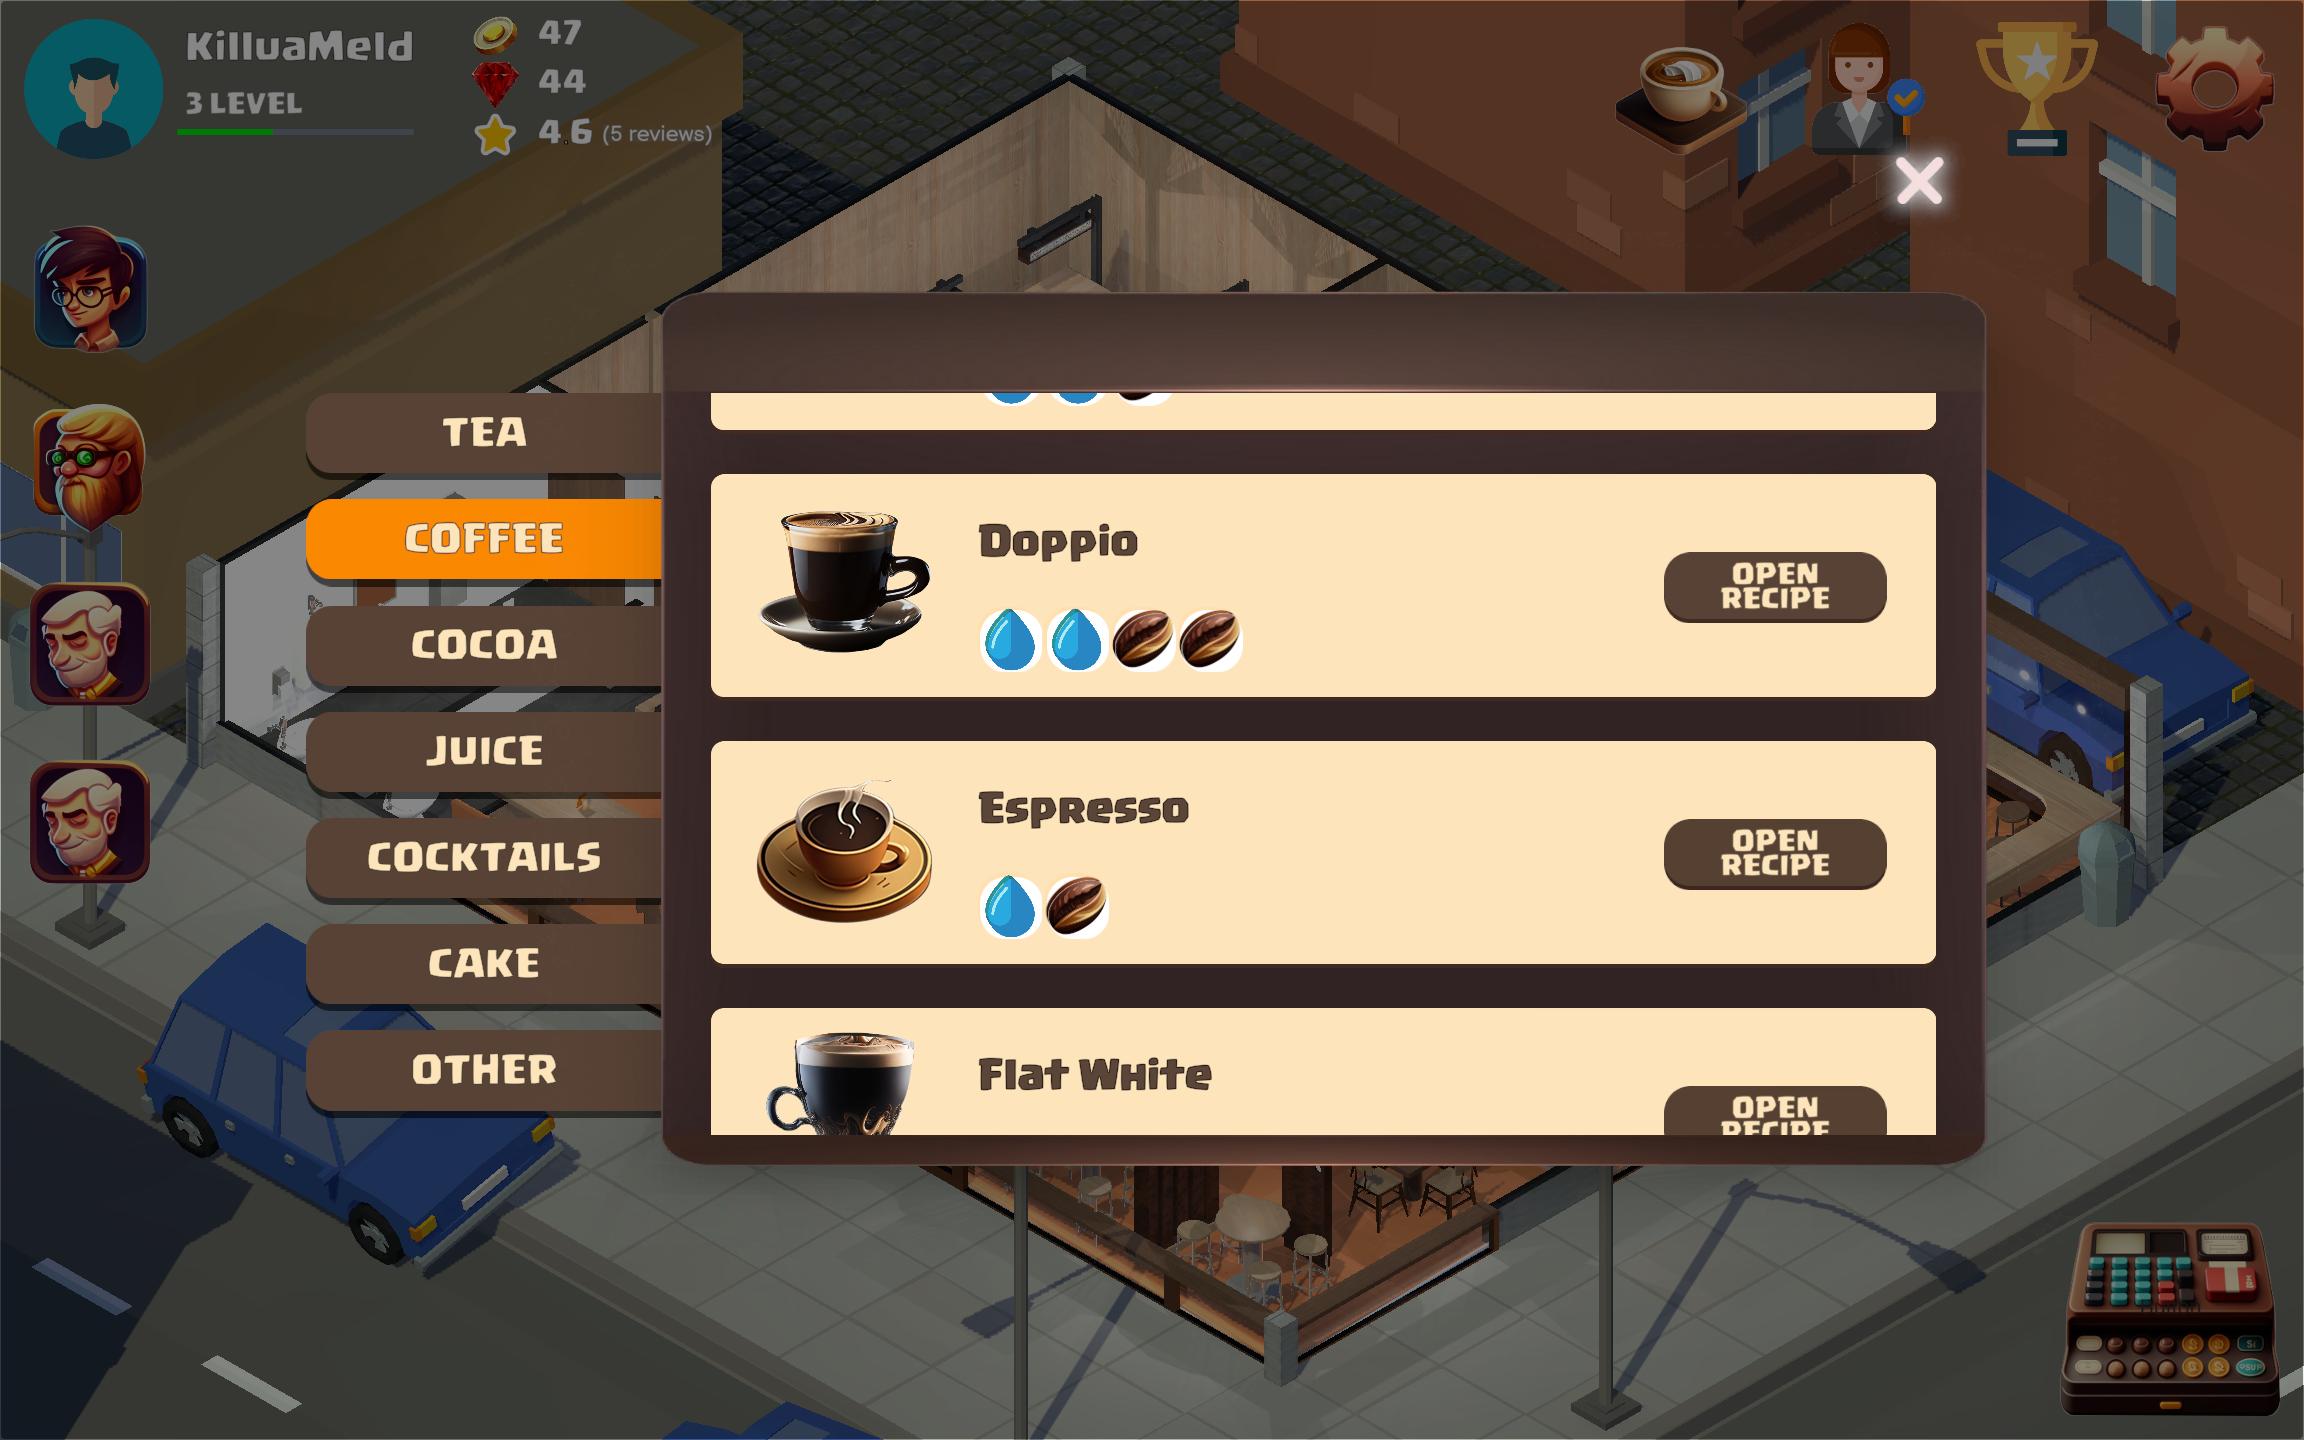 KilluaMeld
3 LEVEL
47
44
4.6 (5 reviews)
TEA
COFFEE
COCOA
JUICE
COCKTAILS
CAKE
OTHER
Doppio
OPEN
RECIPE
Espresso
OPEN
RECIPE
Flat White
OPEN
RECIPE